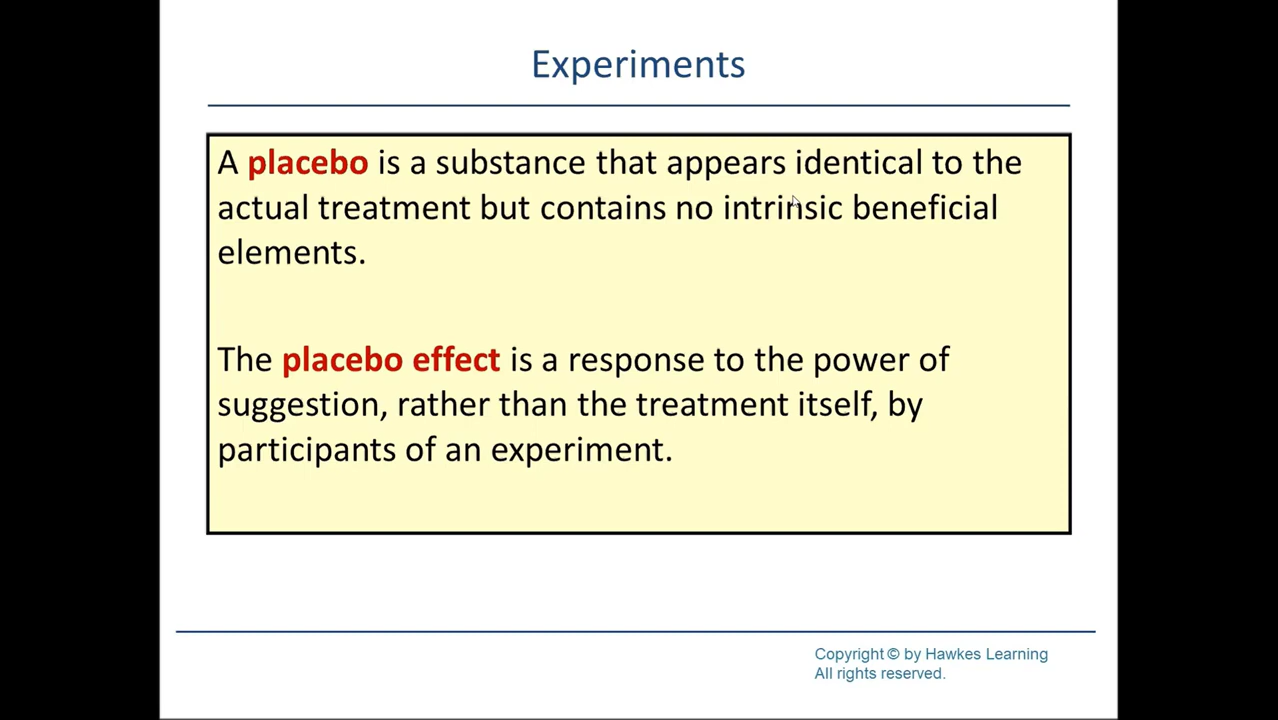 Experiments
A placebo is a substance that appears identical to the
actual treatment but contains no intrinsic beneficial
elements.
The placebo effect is a response to the power of
suggestion, rather than the treatment itself, by
participants of an experiment.
Copyright © by Hawkes Learning
All rights reserved.